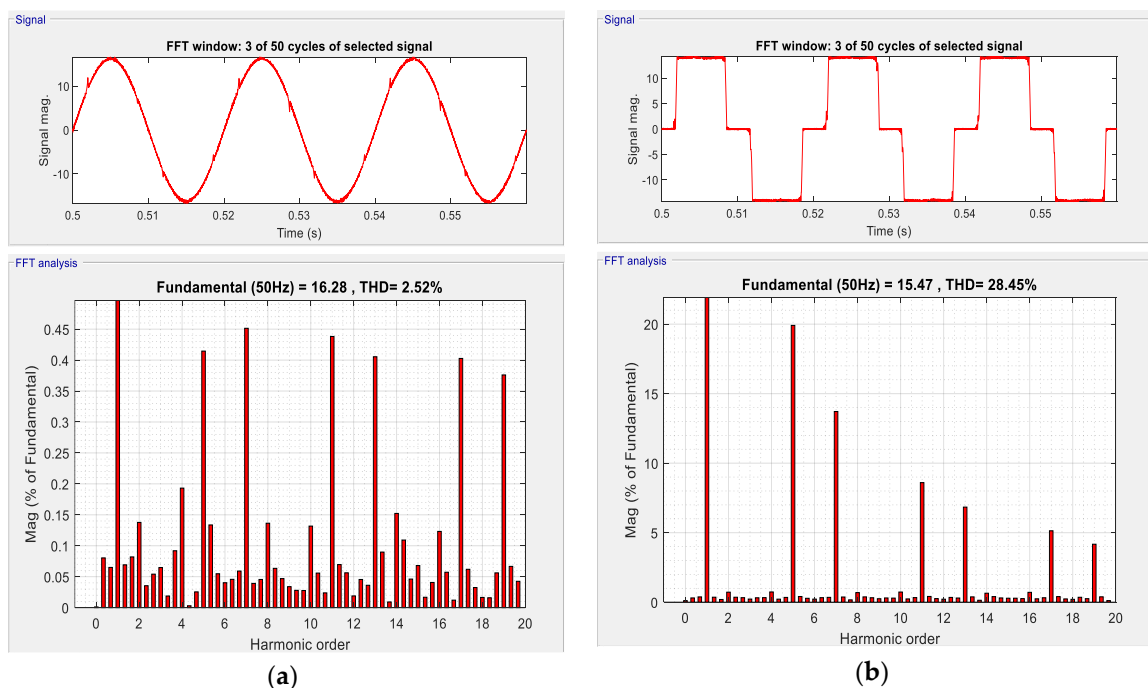 Signal
FFT window: 3 of 50 cycles of selected signal
Signal mag.
10
0
-10
0.5
0.51
0.52
0.53
0.54
0.55
Time (s)
FFT analysis
Fundamental (50Hz) = 16.28 , THD= 2.52%
Mag (% of Fundamental)
0.45
0.4
0.35
0.3
0.25
0.2
0.15
0.1
0.05
0
0 2 4 6 8 10 12 14 16 18 20
Harmonic order
(a)
Signal
FFT window: 3 of 50 cycles of selected signal
Signal mag.
10
5
0
-5
-10
0.5
0.51
0.52
0.53
0.54
0.55
Time (s)
FFT analysis
Fundamental (50Hz) = 15.47 , THD= 28.45%
Mag (% of Fundamental)
20
15
10
5
0
0 2 4 6 8 10 12 14 16 18 20
Harmonic order
(b)